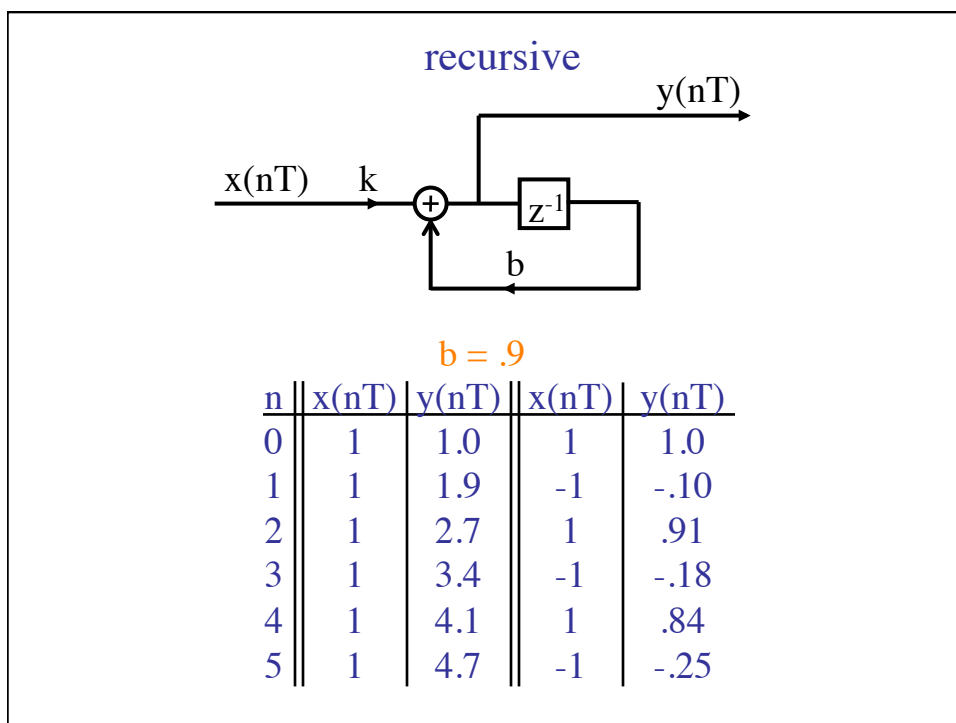 recursive
y(nT)
x(nT) k
+
z⁻¹
b
b = .9
n x(nT) y(nT) x(nT) y(nT)
0 1 1.0 1 1.0
1 1 1.9 -1 -.10
2 1 2.7 1 .91
3 1 3.4 -1 -.18
4 1 4.1 1 .84
5 1 4.7 -1 -.25